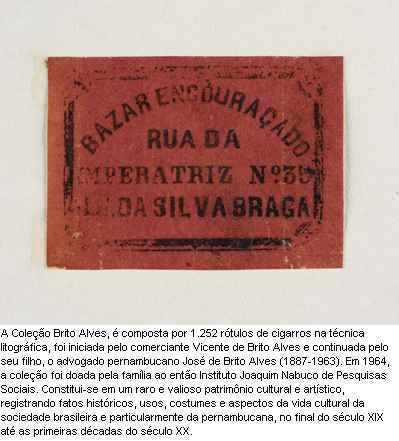 BAZAR ENCOURAÇADO
RUA DA
IMPERATRIZ Nº 35
DA SILVA BRAGA
A Coleção Brito Alves, é composta por 1.252 rótulos de cigarros na técnica
litográfica, foi iniciada pelo comerciante Vicente de Brito Alves e continuada pelo
seu filho, o advogado pernambucano José de Brito Alves (1887-1963). Em 1964,
a coleção foi doada pela família ao então Instituto Joaquim Nabuco de Pesquisas
Sociais. Constitui-se em um raro e valioso patrimônio cultural e artístico,
registrando fatos históricos, usos, costumes e aspectos da vida cultural da
sociedade brasileira e particularmente da pernambucana, no final do século XIX
até as primeiras décadas do século XX.